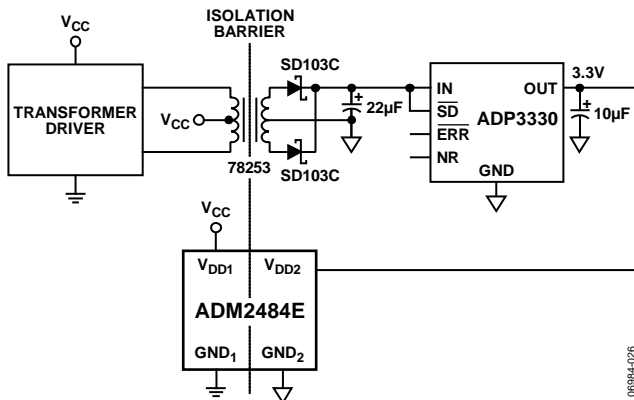 ISOLATION
BARRIER
VCC
SD103C
TRANSFORMER
DRIVER
VCC
78253
22µF
SD103C
IN
SD
ERR
NR
OUT
ADP3330
GND
3.3V
10µF
VCC
VDD1
VDD2
ADM2484E
GND1
GND2
06984-026